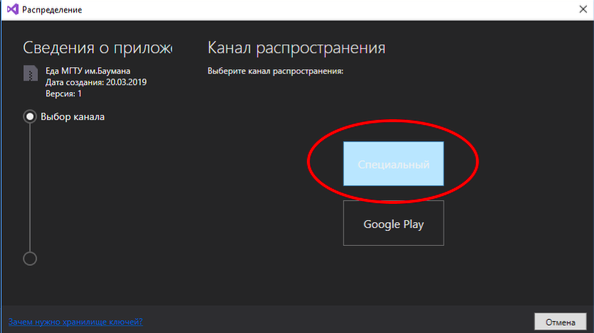 Распределение
Сведения о прилож
Канал распространения
Еда МГТУ им.Баумана
Дата создания: 20.03.2019
Версия: 1
Выберите канал распространения:
Выбор канала
Специальный
Google Play
Зачем нужно хранилище ключей?
Отмена